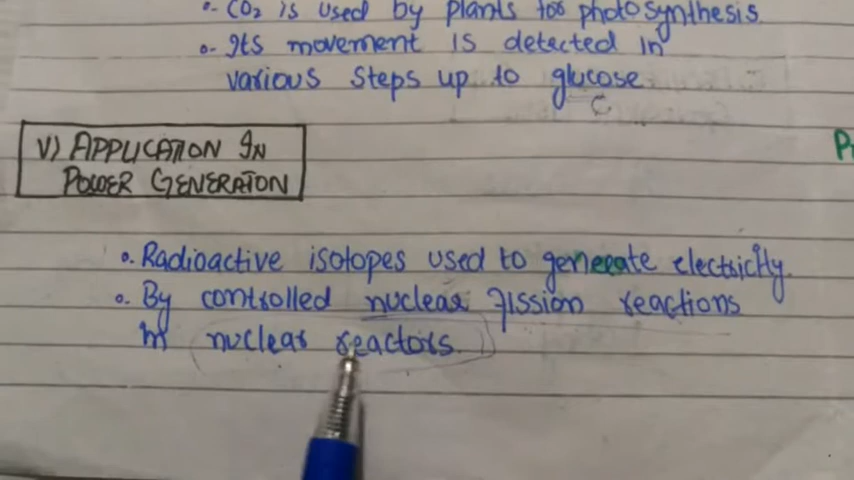 o. CO2 is used by plants for photosynthesis.
o. Its movement is detected in
various steps up to glucose
C
V) APPLICATION IN
POWER GENERATON
o. Radioactive isotopes used to generate electricity.
o. By controlled nuclear fission reactions
in nuclear reactors.